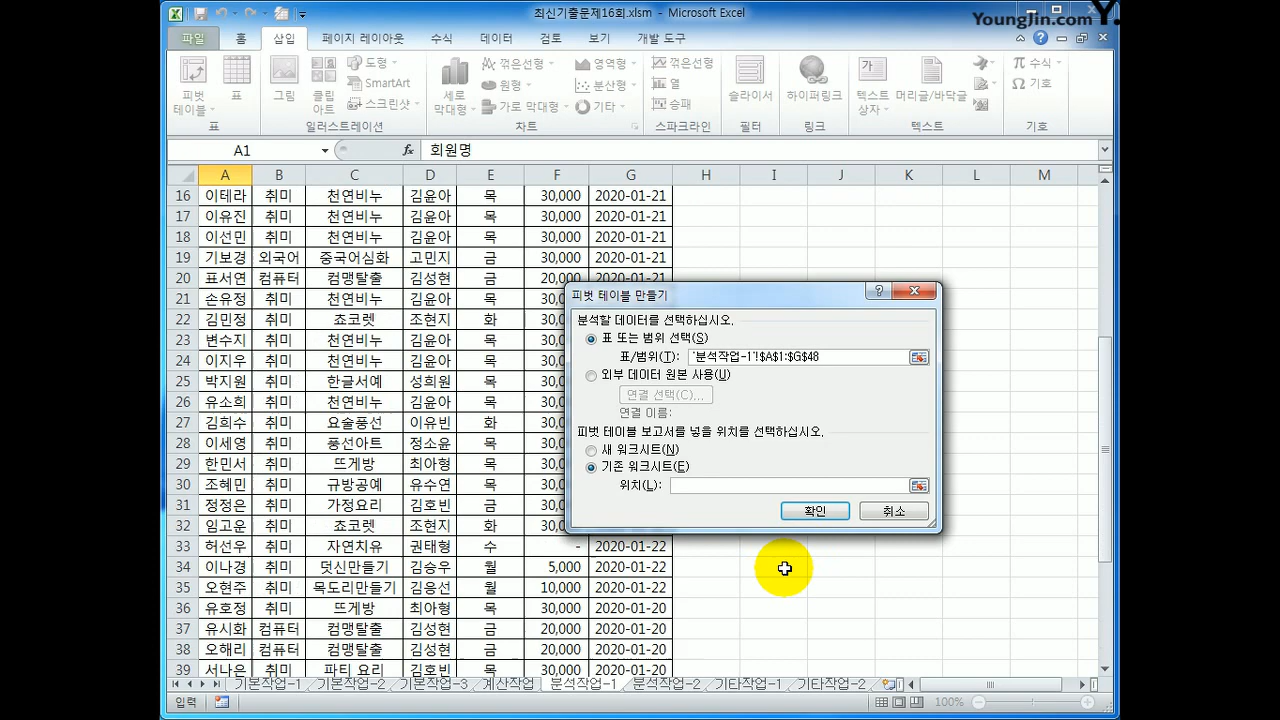 최신기출문제16회.xlsm - Microsoft Excel
YoungJin.com Y.
파일 홈 삽입 페이지 레이아웃 수식 데이터 검토 보기 개발 도구
피벗 테이블 표 그림 클립 아트 도형 SmartArt 스크린샷 세로 막대형 꺾은선형 원형 가로 막대형 영역형 분산형 기타 꺾은선형 열 승패 슬라이서 하이퍼링크 텍스트 상자 머리글/바닥글 수식 기호
표 일러스트레이션 차트 스파크라인 필터 링크 텍스트 기호
A1 fx 회원명
A B C D E F G H I J K L M
16 이테라 취미 천연비누 김윤아 목 30,000 2020-01-21
17 이유진 취미 천연비누 김윤아 목 30,000 2020-01-21
18 이선민 취미 천연비누 김윤아 목 30,000 2020-01-21
19 기보경 외국어 중국어심화 고민지 금 30,000 2020-01-21
20 표서연 컴퓨터 컴맹탈출 김성현 금 20,000 2020-01-21
21 손유정 취미 천연비누 김윤아 목 30,0
22 김민정 취미 쵸코렛 조현지 화 30,0
23 변수지 취미 천연비누 김윤아 목 30,0
24 이지우 취미 천연비누 김윤아 목 30,0
25 박지원 취미 한글서예 성희원 목 30,0
26 유소희 취미 천연비누 김윤아 목 30,0
27 김희수 취미 요술풍선 이유빈 화 30,0
28 이세영 취미 풍선아트 정소윤 목 30,0
29 한민서 취미 뜨게방 최아형 목 30,0
30 조혜민 취미 규방공예 유수연 목 30,0
31 정정은 취미 가정요리 김호빈 목 30,0
32 임고운 취미 쵸코렛 조현지 화 30,0
33 허선우 취미 자연치유 권태형 수 - 2020-01-22
34 이나경 취미 덧신만들기 김승우 월 5,000 2020-01-22
35 오현주 취미 목도리만들기 김응선 월 10,000 2020-01-22
36 유호정 취미 뜨게방 최아형 목 30,000 2020-01-20
37 유시화 컴퓨터 컴맹탈출 김성현 금 20,000 2020-01-20
38 오해리 컴퓨터 컴맹탈출 김성현 금 20,000 2020-01-20
39 서나은 취미 파티 요리 김호빈 목 30,000 2020-01-20
피벗 테이블 만들기
분석할 데이터를 선택하십시오.
표 또는 범위 선택(S)
표/범위(T): '분석작업-1'!$A$1:$G$48
외부 데이터 원본 사용(U)
연결 선택(C)...
연결 이름:
피벗 테이블 보고서를 넣을 위치를 선택하십시오.
새 워크시트(N)
기존 워크시트(E)
위치(L):
확인 취소
기본작업-1 기본작업-2 기본작업-3 계산작업 분석작업-1 분석작업-2 기타작업-1 기타작업-2
입력 100%